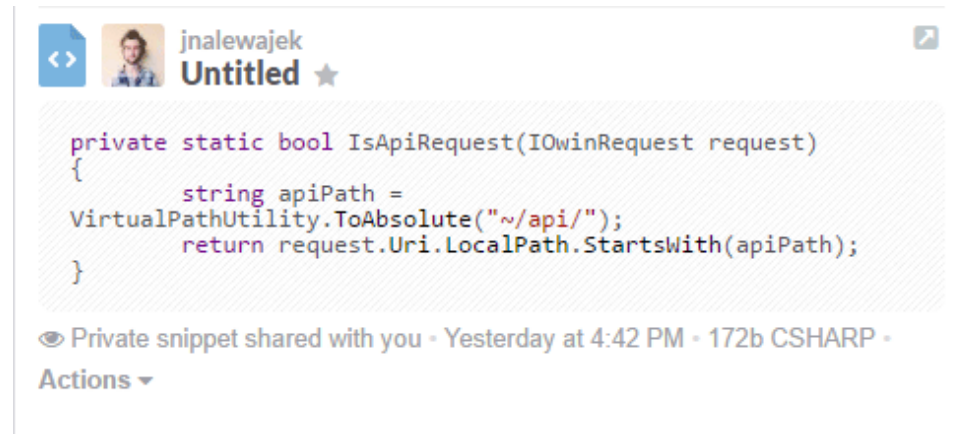 jnalewajek
Untitled
private static bool IsApiRequest(IOwinRequest request)
{
        string apiPath =
VirtualPathUtility.ToAbsolute("~/api/");
        return request.Uri.LocalPath.StartsWith(apiPath);
}
Private snippet shared with you • Yesterday at 4:42 PM • 172b CSHARP •
Actions